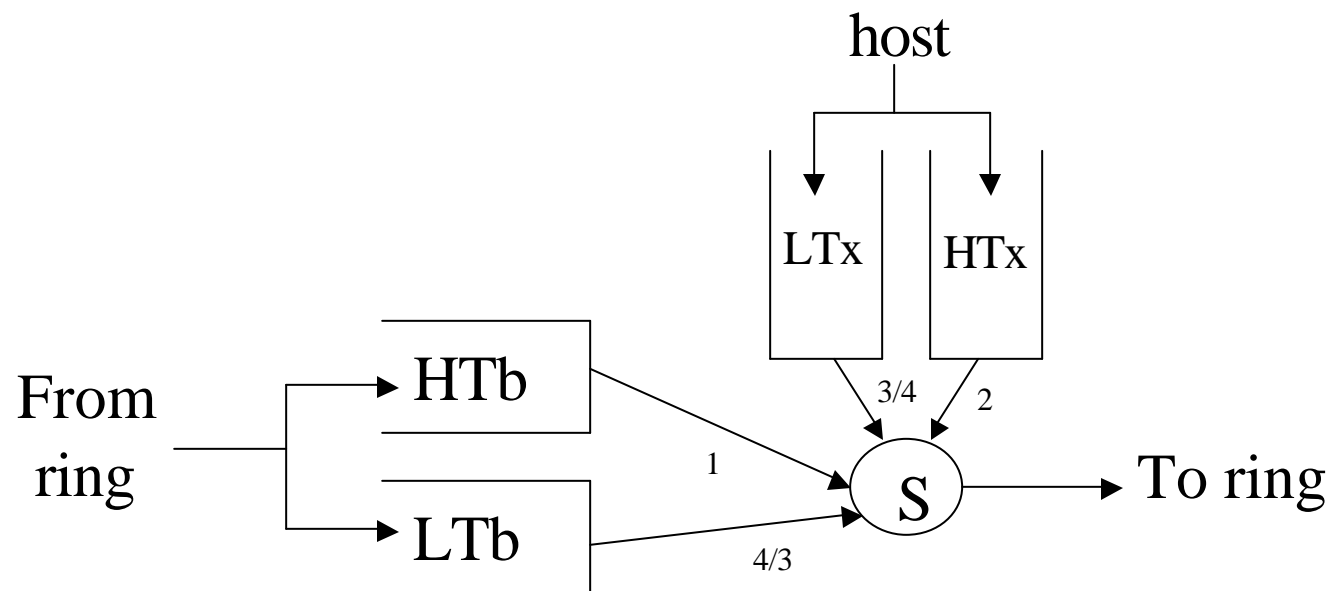 host
LTx
HTx
3/4
2
From
ring
HTb
LTb
1
4/3
S
To ring